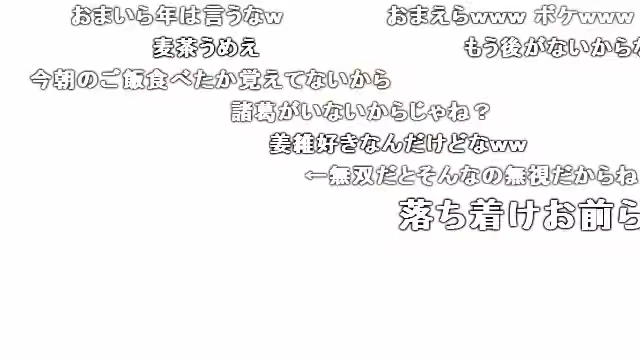 おまいら年は言うなw
おまえらwww ボケwww
麦茶うめえ
もう後がないからな
今朝のご飯食べたか覚えてないから
諸葛がいないからじゃね？
姜維好きなんだけどなww
←無双だとそんなの無視だからね
落ち着けお前ら